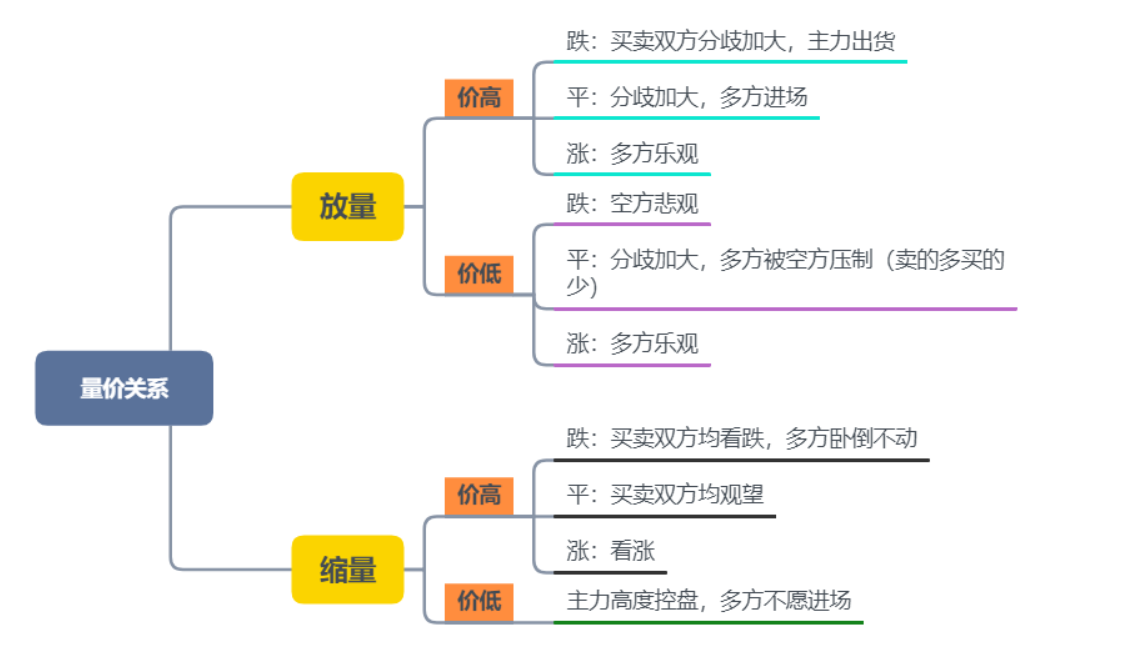 量价关系
放量
价高
跌：买卖双方分歧加大，主力出货
平：分歧加大，多方进场
涨：多方乐观
价低
跌：空方悲观
平：分歧加大，多方被空方压制（卖的多买的
少）
涨：多方乐观
缩量
价高
跌：买卖双方均看跌，多方卧倒不动
平：买卖双方均观望
涨：看涨
价低
主力高度控盘，多方不愿进场